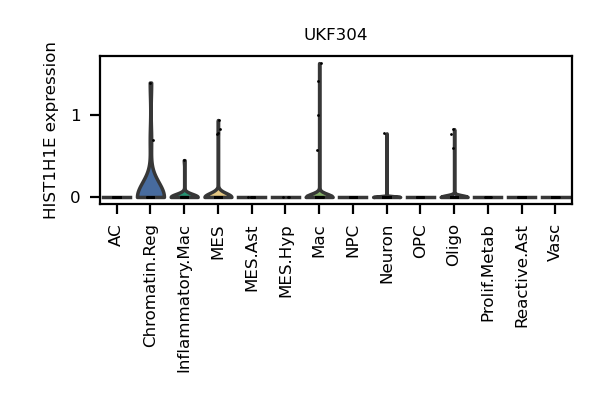 UKF304
HIST1H1E expression
1
0
AC
Chromatin.Reg
Inflammatory.Mac
MES
MES.Ast
MES.Hyp
Mac
NPC
Neuron
OPC
Oligo
Prolif.Metab
Reactive.Ast
Vasc